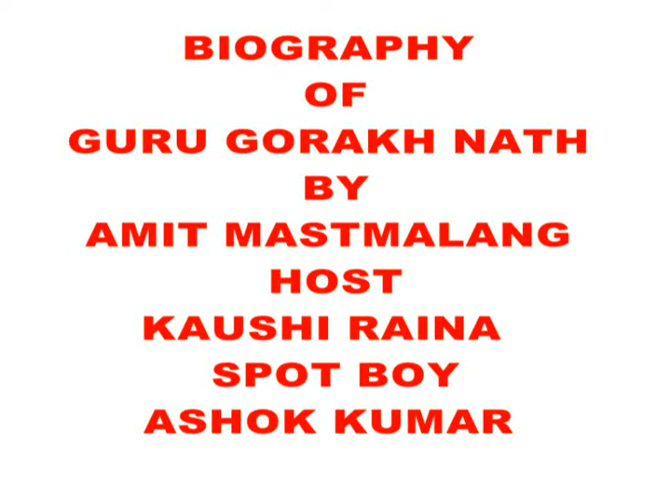 BIOGRAPHY
OF
GURU GORAKH NATH
BY
AMIT MASTMALANG
HOST
KAUSHI RAINA
SPOT BOY
ASHOK KUMAR